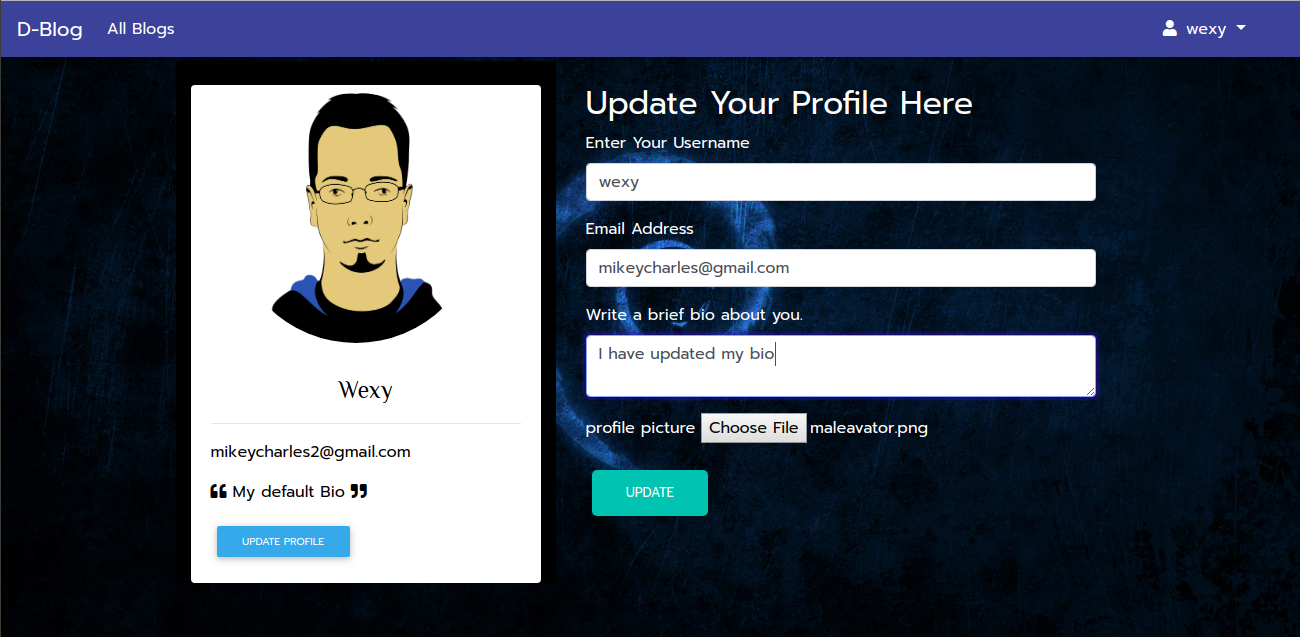 D-Blog All Blogs wexy
Wexy
mikeycharles2@gmail.com
❝ My default Bio ❞
UPDATE PROFILE
Update Your Profile Here
Enter Your Username
wexy
Email Address
mikeycharles@gmail.com
Write a brief bio about you.
I have updated my bio
profile picture Choose File maleavator.png
UPDATE